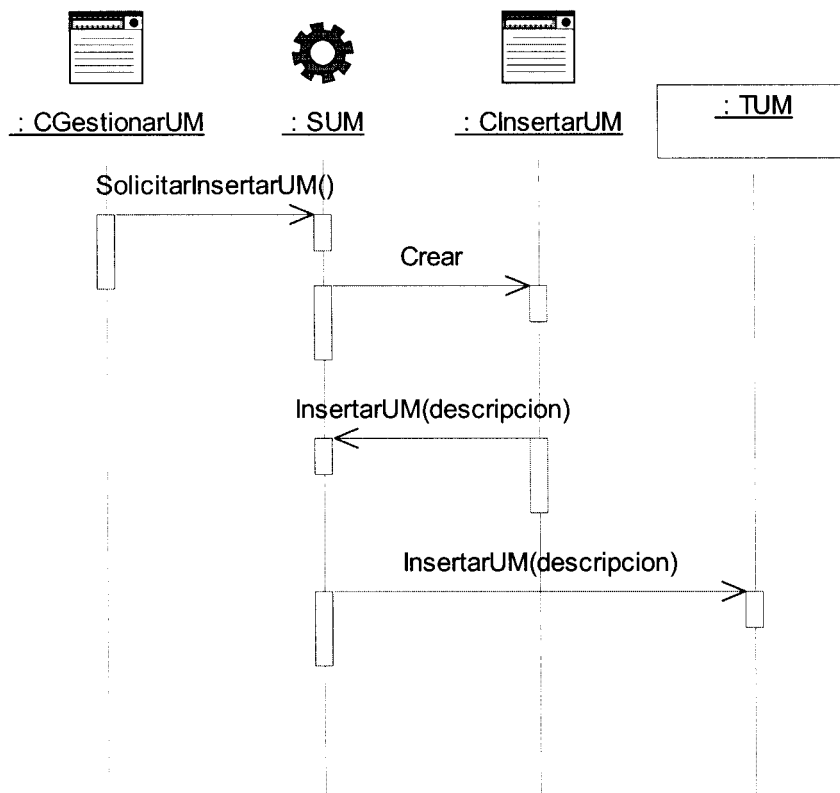 : CGestionarUM
: SUM
: CInsertarUM
: TUM
SolicitarInsertarUM()
Crear
InsertarUM(descripcion)
InsertarUM(descripcion)